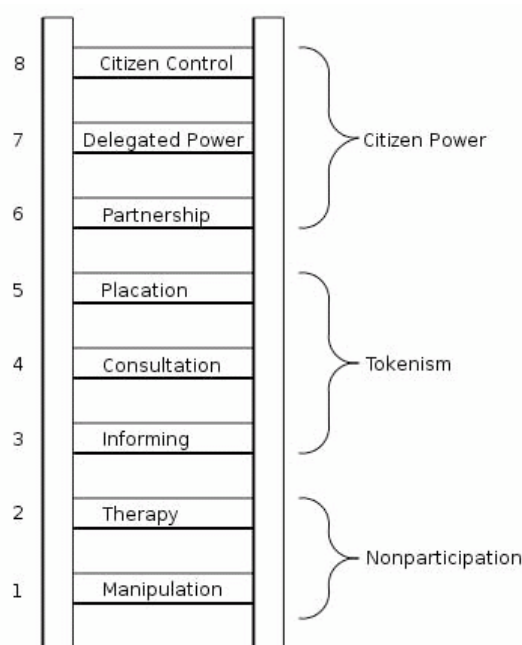 8 Citizen Control
7 Delegated Power Citizen Power
6 Partnership
5 Placation
4 Consultation Tokenism
3 Informing
2 Therapy
Nonparticipation
1 Manipulation